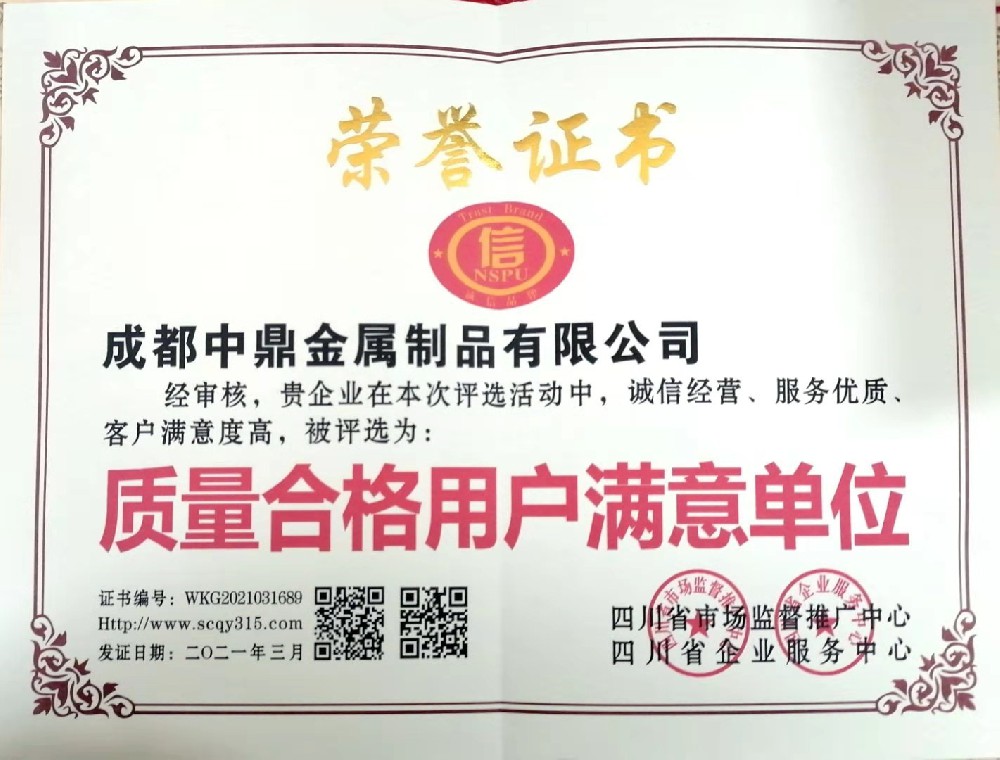 荣誉证书
Trust Brand
信
NSPU
诚信品牌
成都中鼎金属制品有限公司
经审核，贵企业在本次评选活动中，诚信经营、服务优质、
客户满意度高，被评选为：
质量合格用户满意单位
证书编号：WKG2021031689
Http://www.scqy315.com
发证日期：二〇二一年三月
四川省市场监督推广中心
四川省企业服务中心